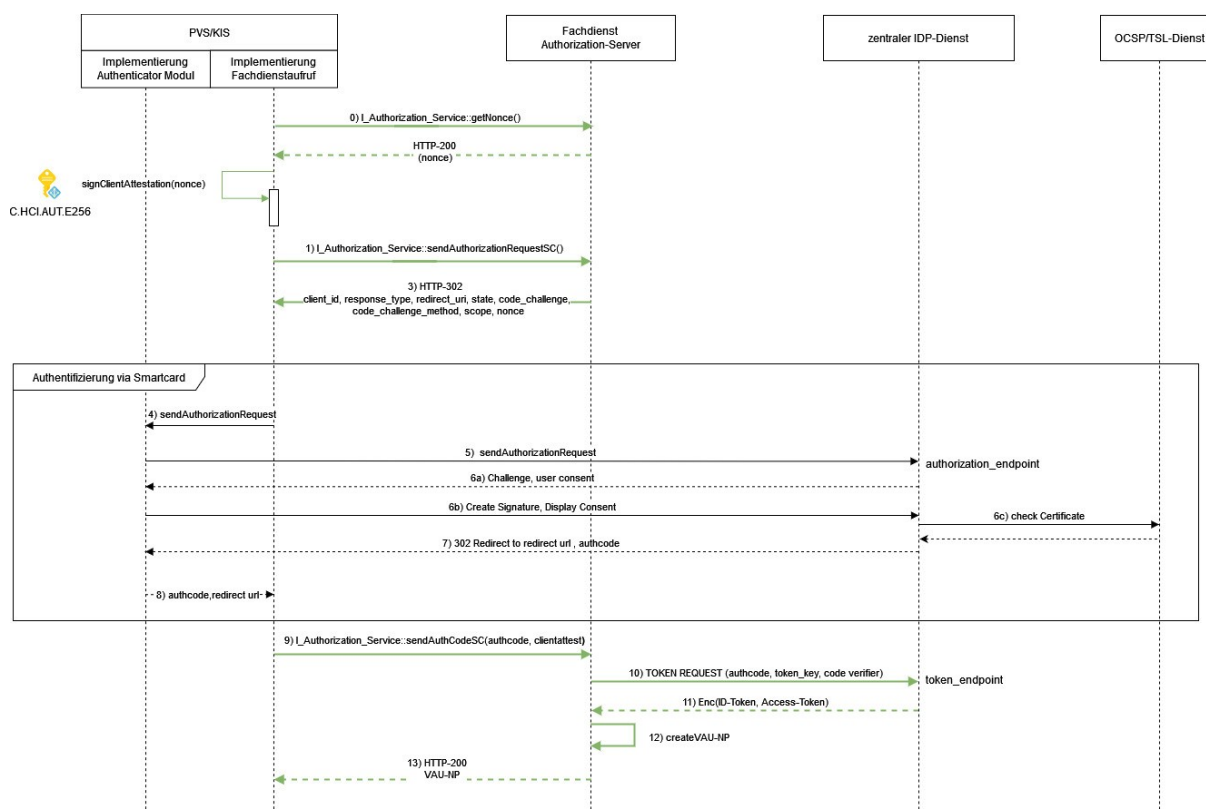 PVS/KIS
Implementierung
Authenticator Modul
Implementierung
Fachdienstaufruf
Fachdienst
Authorization-Server
zentraler IDP-Dienst
OCSP/TSL-Dienst
0) I_Authorization_Service::getNonce()
HTTP-200
(nonce)
signClientAttestation(nonce)
C.HCI.AUT.E256
1) I_Authorization_Service::sendAuthorizationRequestSC()
3) HTTP-302
client_id, response_type, redirect_uri, state, code_challenge,
code_challenge_method, scope, nonce
Authentifizierung via Smartcard
4) sendAuthorizationRequest
5) sendAuthorizationRequest
authorization_endpoint
6a) Challenge, user consent
6b) Create Signature, Display Consent
6c) check Certificate
7) 302 Redirect to redirect url , authcode
8) authcode,redirect url
9) I_Authorization_Service::sendAuthCodeSC(authcode, clientattest)
10) TOKEN REQUEST (authcode, token_key, code verifier)
token_endpoint
11) Enc(ID-Token, Access-Token)
12) createVAU-NP
13) HTTP-200
VAU-NP